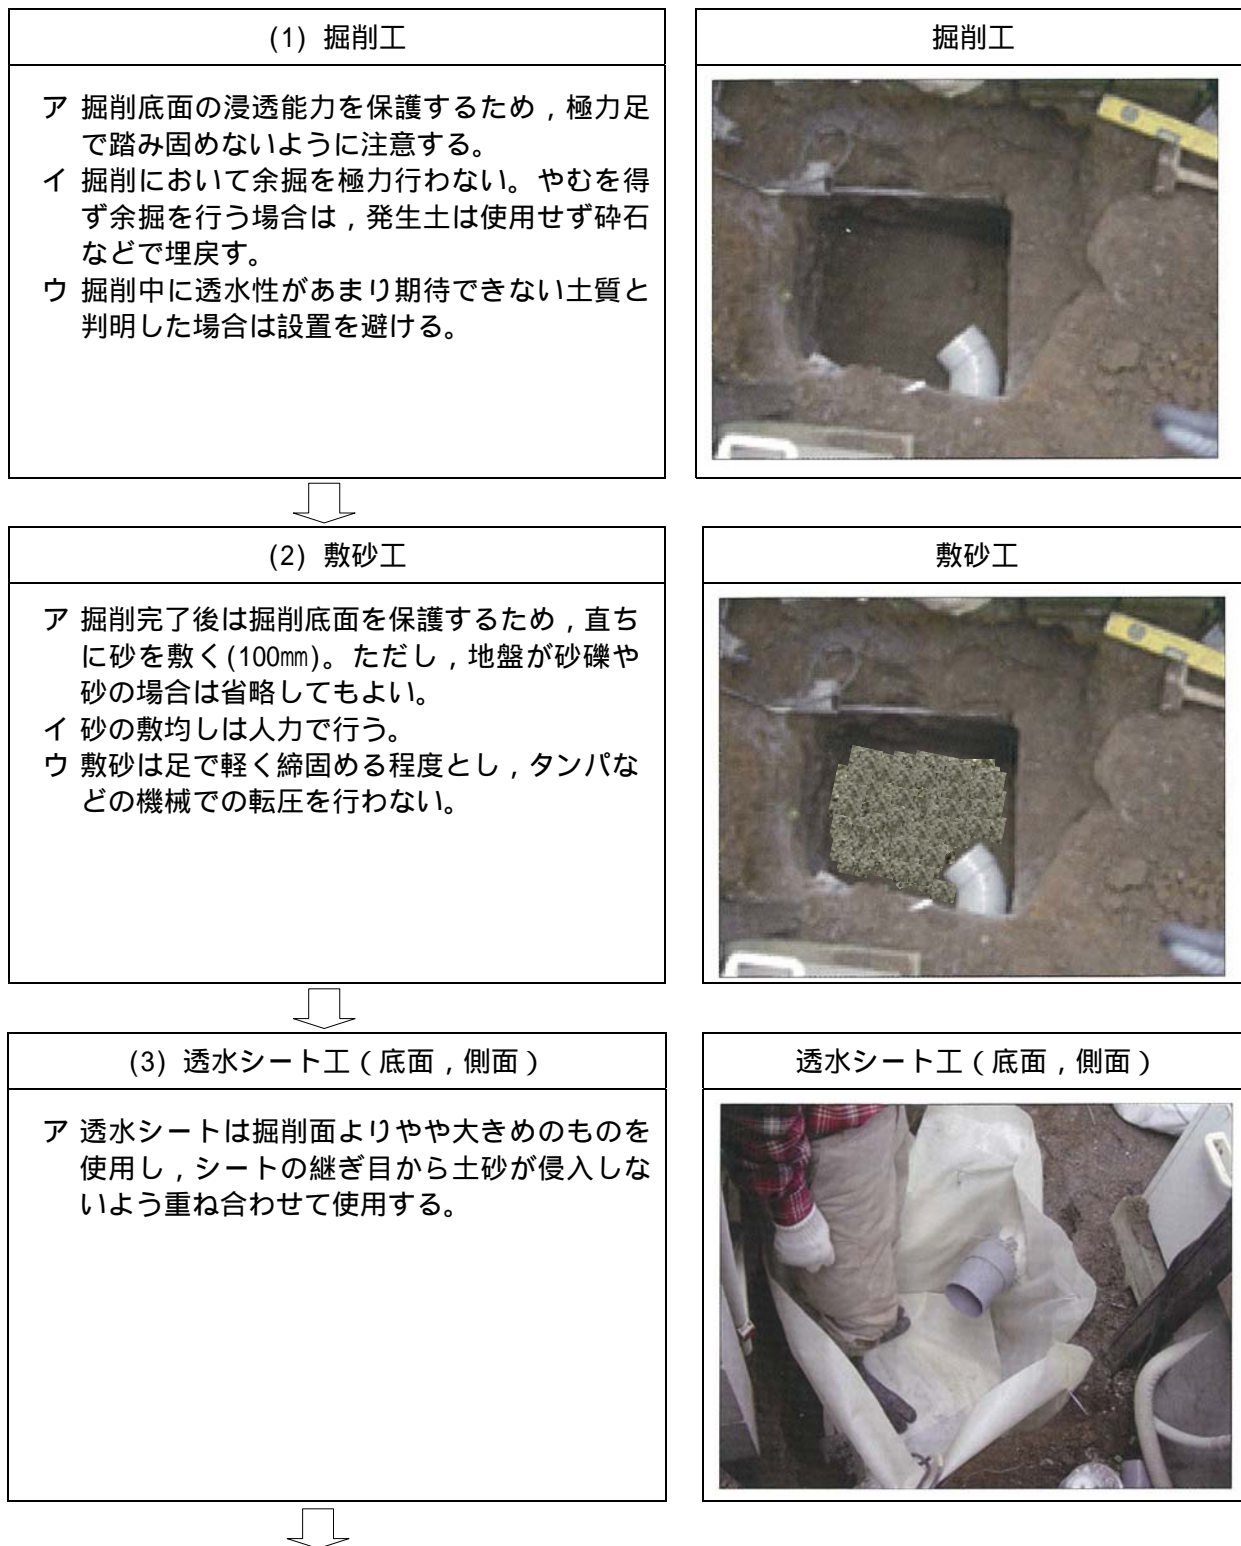 (1) 掘削工
掘削工
ア 掘削底面の浸透能力を保護するため，極力足
で踏み固めないように注意する。
イ 掘削において余掘を極力行わない。やむを得
ず余掘を行う場合は，発生土は使用せず砕石
などで埋戻す。
ウ 掘削中に透水性があまり期待できない土質と
判明した場合は設置を避ける。
(2) 敷砂工
敷砂工
ア 掘削完了後は掘削底面を保護するため，直ち
に砂を敷く(100㎜)。ただし，地盤が砂礫や
砂の場合は省略してもよい。
イ 砂の敷均しは人力で行う。
ウ 敷砂は足で軽く締固める程度とし，タンパな
どの機械での転圧を行わない。
(3) 透水シート工（底面，側面）
透水シート工（底面，側面）
ア 透水シートは掘削面よりやや大きめのものを
使用し，シートの継ぎ目から土砂が侵入しな
いよう重ね合わせて使用する。